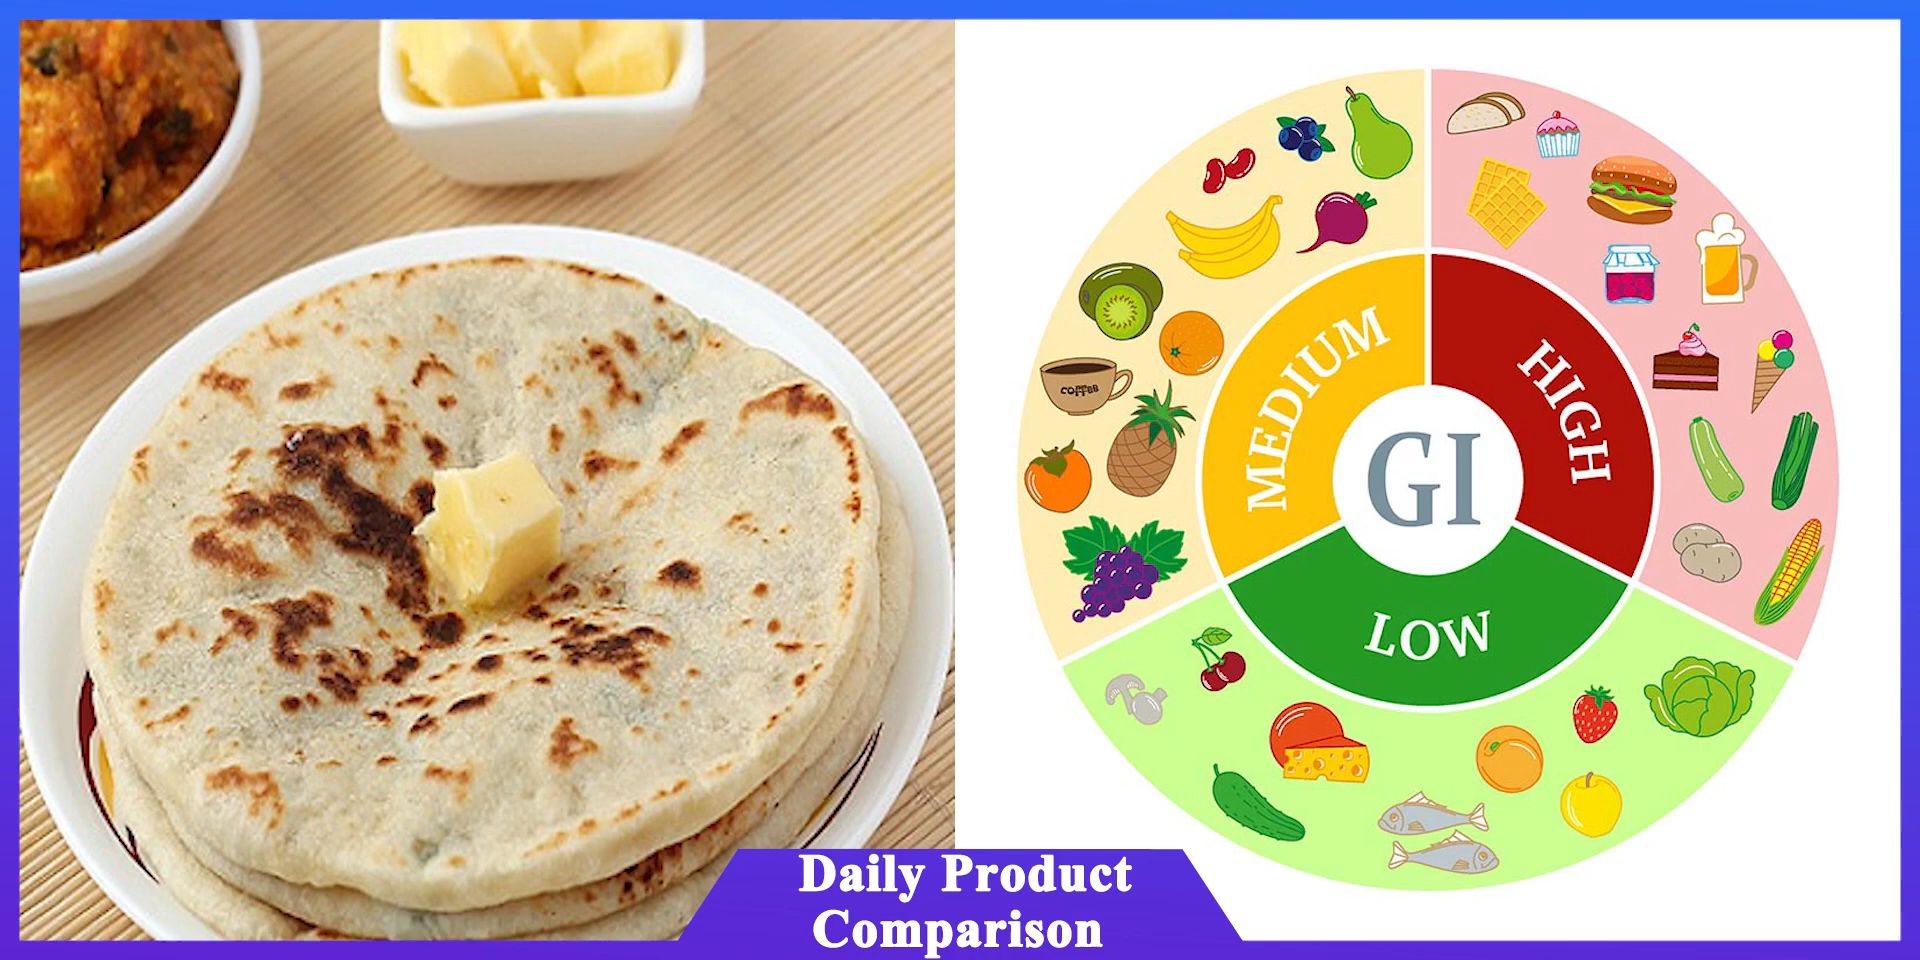 MEDIUM
HIGH
GI
LOW
COFFEE
Daily Product
Comparison